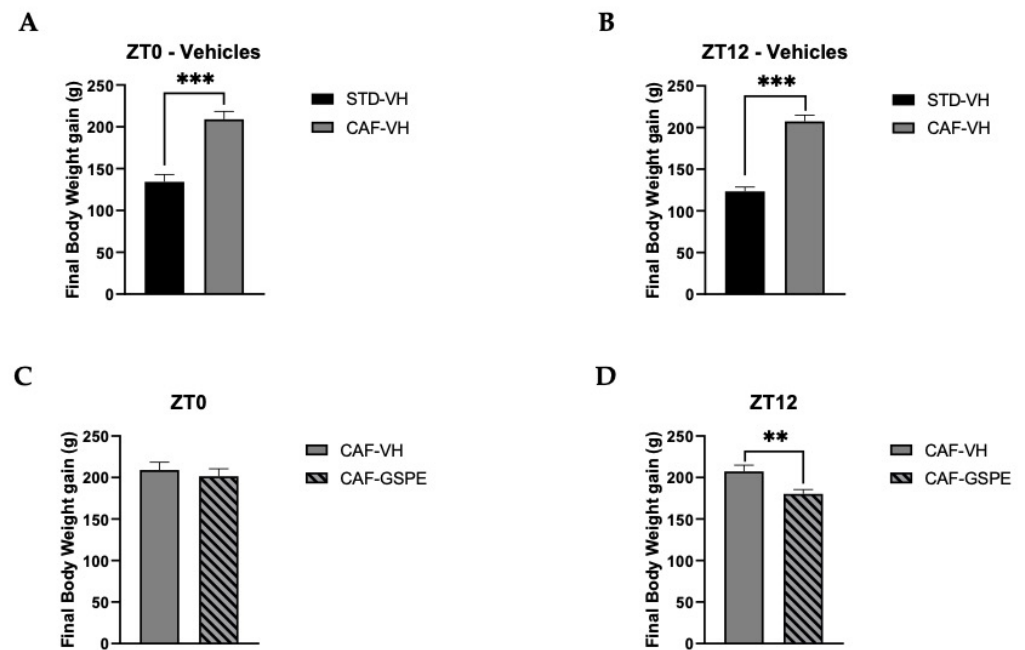 A
ZT0 - Vehicles
Final Body Weight gain (g)
250
200
150
100
50
0
***
STD-VH
CAF-VH
B
ZT12 - Vehicles
Final Body Weight gain (g)
250
200
150
100
50
0
***
STD-VH
CAF-VH
C
ZT0
Final Body Weight gain (g)
250
200
150
100
50
0
CAF-VH
CAF-GSPE
D
ZT12
Final Body Weight gain (g)
250
200
150
100
50
0
**
CAF-VH
CAF-GSPE